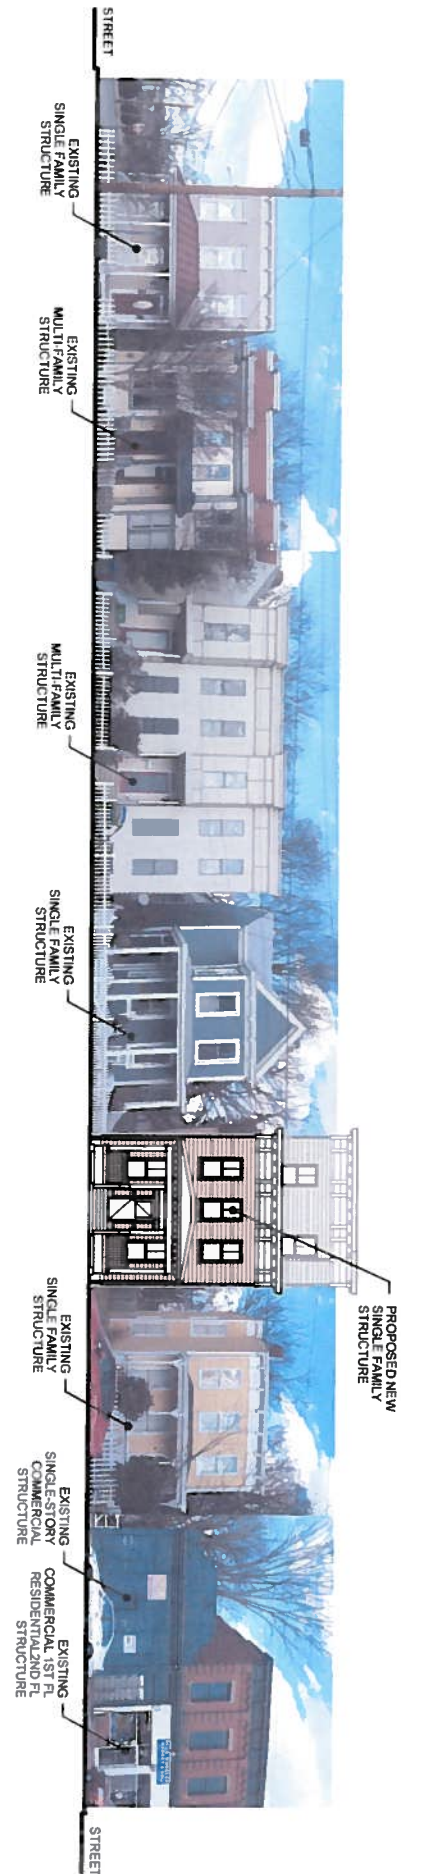 STREET
EXISTING
SINGLE FAMILY
STRUCTURE
EXISTING
MULTI-FAMILY
STRUCTURE
EXISTING
MULTI-FAMILY
STRUCTURE
EXISTING
SINGLE FAMILY
STRUCTURE
PROPOSED NEW
SINGLE FAMILY
STRUCTURE
EXISTING
SINGLE FAMILY
STRUCTURE
EXISTING
SINGLE-STORY
COMMERCIAL
STRUCTURE
EXISTING
COMMERCIAL 1ST FL
RESIDENTIAL2ND FL
STRUCTURE
STREET